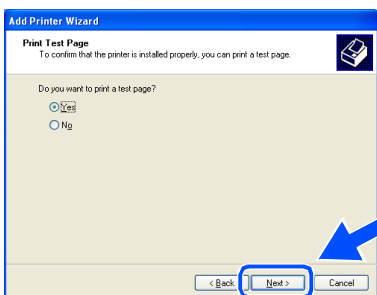 Add Printer Wizard
Print Test Page
To confirm that the printer is installed properly, you can print a test page.
Do you want to print a test page?
Yes
No
< Back
Next >
Cancel